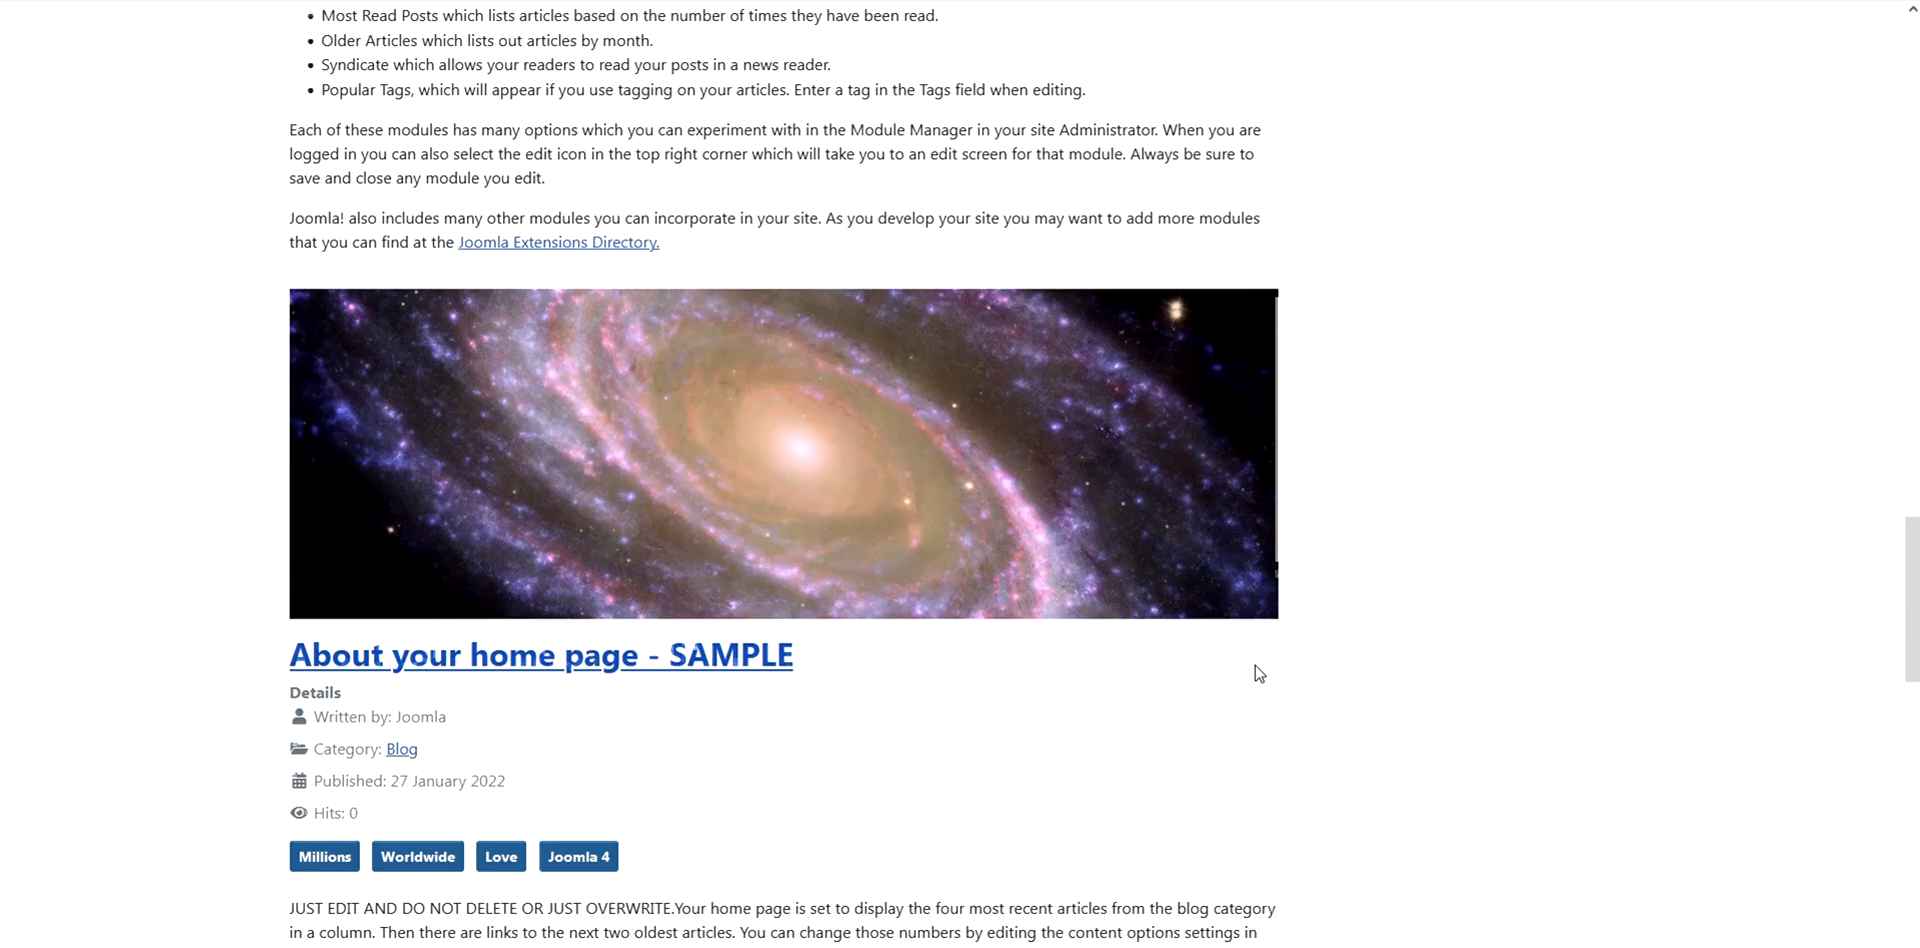 • Most Read Posts which lists articles based on the number of times they have been read.
• Older Articles which lists out articles by month.
• Syndicate which allows your readers to read your posts in a news reader.
• Popular Tags, which will appear if you use tagging on your articles. Enter a tag in the Tags field when editing.
Each of these modules has many options which you can experiment with in the Module Manager in your site Administrator. When you are
logged in you can also select the edit icon in the top right corner which will take you to an edit screen for that module. Always be sure to
save and close any module you edit.
Joomla! also includes many other modules you can incorporate in your site. As you develop your site you may want to add more modules
that you can find at the Joomla Extensions Directory.
About your home page - SAMPLE
Details
Written by: Joomla
Category: Blog
Published: 27 January 2022
Hits: 0
Millions Worldwide Love Joomla 4
JUST EDIT AND DO NOT DELETE OR JUST OVERWRITE.Your home page is set to display the four most recent articles from the blog category
in a column. Then there are links to the next two oldest articles. You can change those numbers by editing the content options settings in